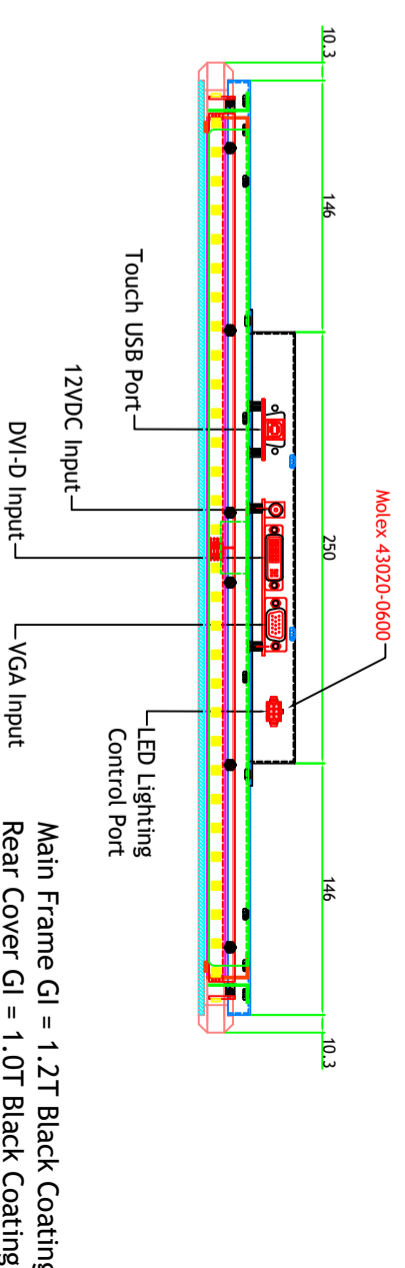 10.3
146
250
146
10.3
Molex 43020-0600
Touch USB Port
12VDC Input
DVI-D Input
VGA Input
LED Lighting
Control Port
Main Frame GI = 1.2T Black Coating
Rear Cover GI = 1.0T Black Coating